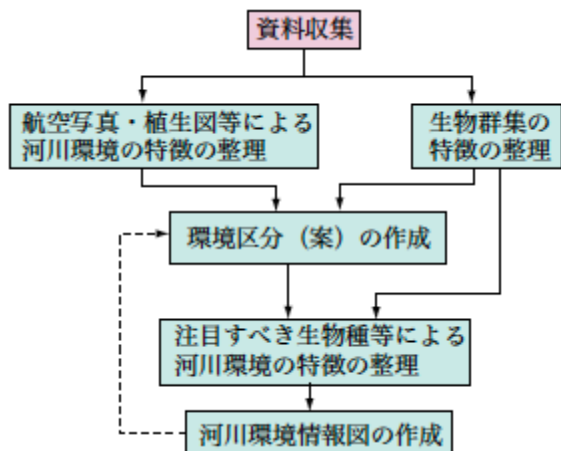 資料収集
航空写真・植生図等による
河川環境の特徴の整理
生物群集の
特徴の整理
環境区分（案）の作成
注目すべき生物種等による
河川環境の特徴の整理
河川環境情報図の作成